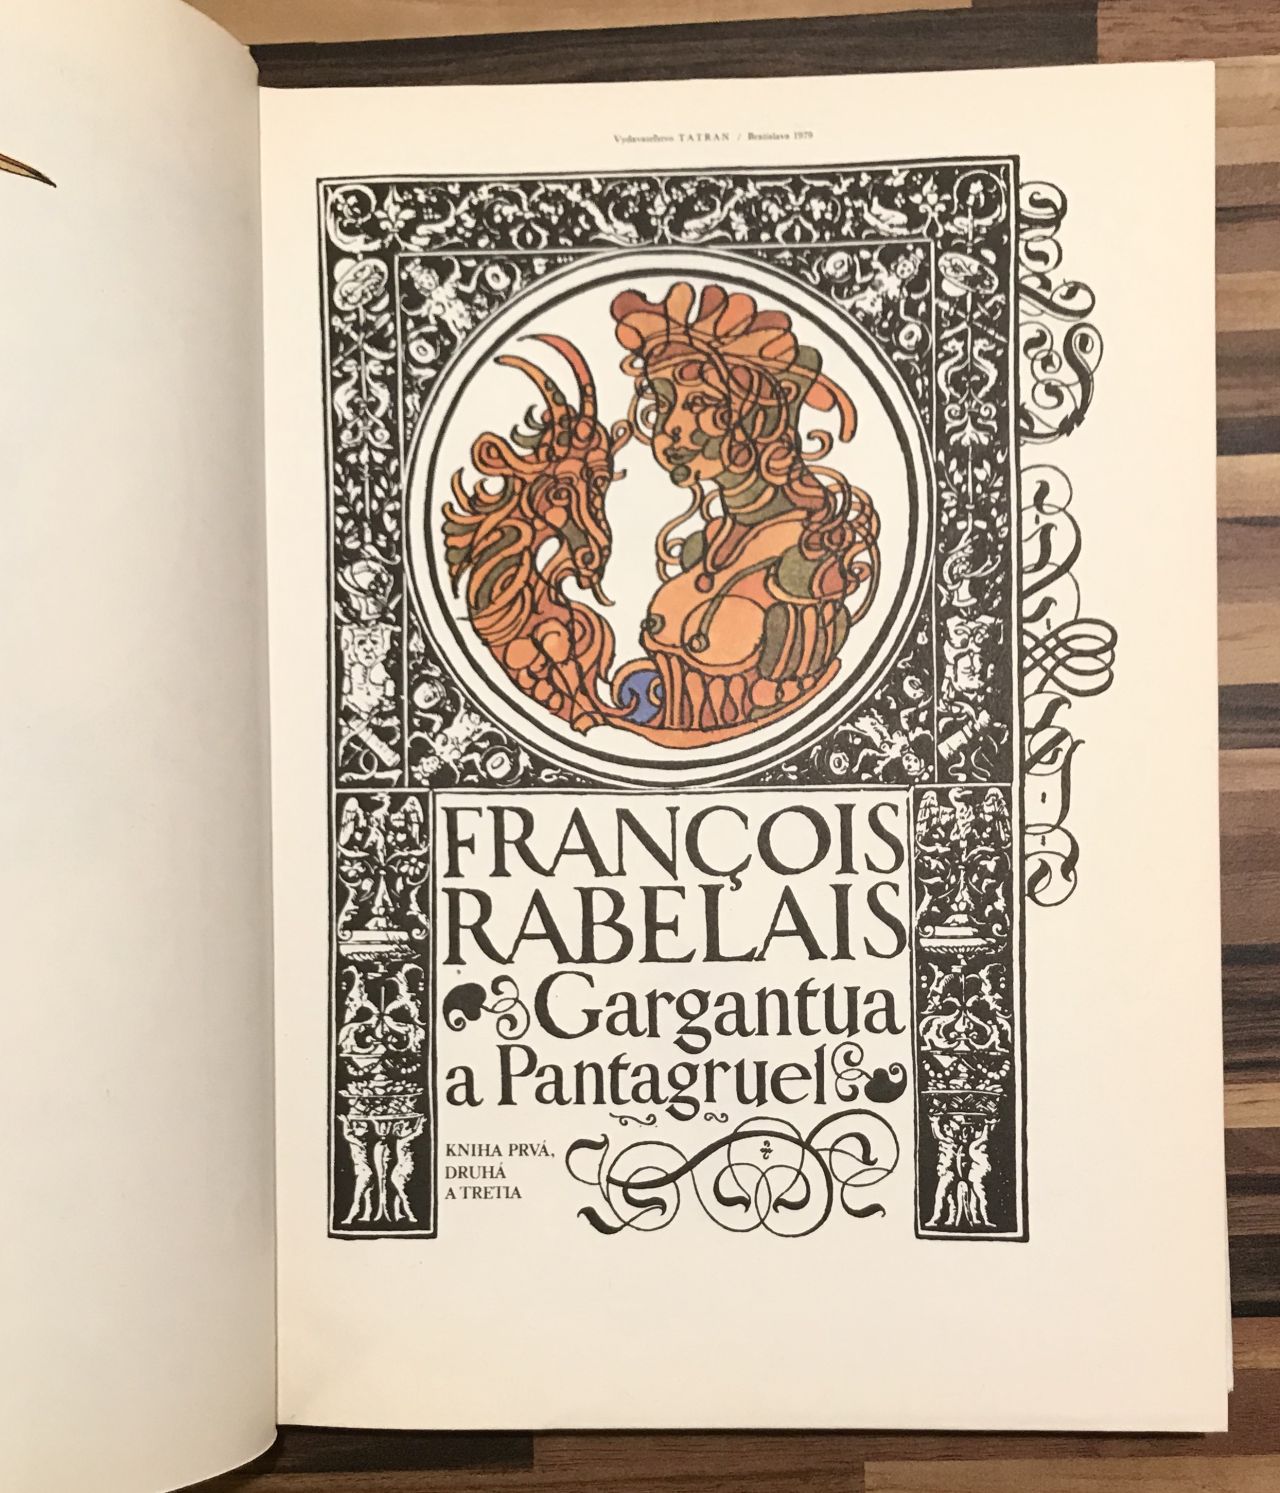 Vydavateľstvo TATRAN / Bratislava 1979
FRANÇOIS
RABELAIS
Gargantua
a Pantagruel
KNIHA PRVÁ,
DRUHÁ
A TRETIA